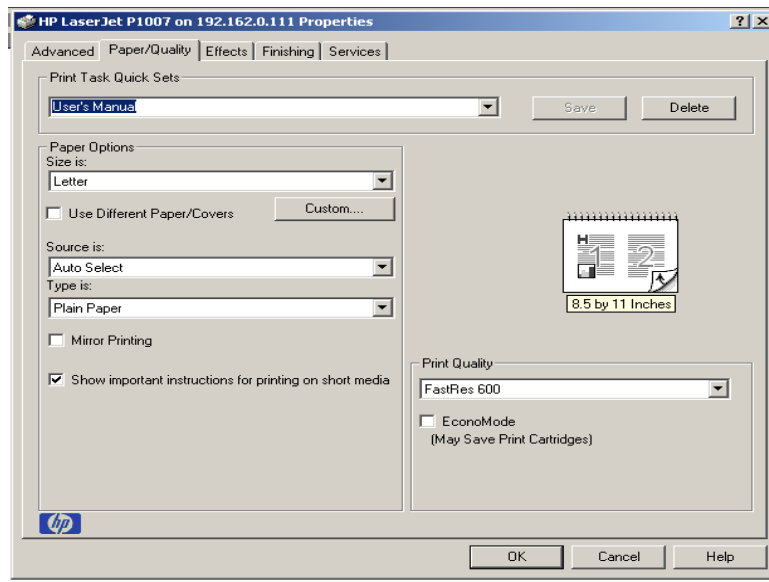 HP LaserJet P1007 on 192.162.0.111 Properties
Advanced Paper/Quality Effects Finishing Services
Print Task Quick Sets
User's Manual
Save
Delete
Paper Options
Size is:
Letter
Use Different Paper/Covers
Custom....
Source is:
Auto Select
Type is:
Plain Paper
Mirror Printing
Show important instructions for printing on short media
H
1 2
8.5 by 11 Inches
Print Quality
FastRes 600
EconoMode
(May Save Print Cartridges)
hp
OK Cancel Help